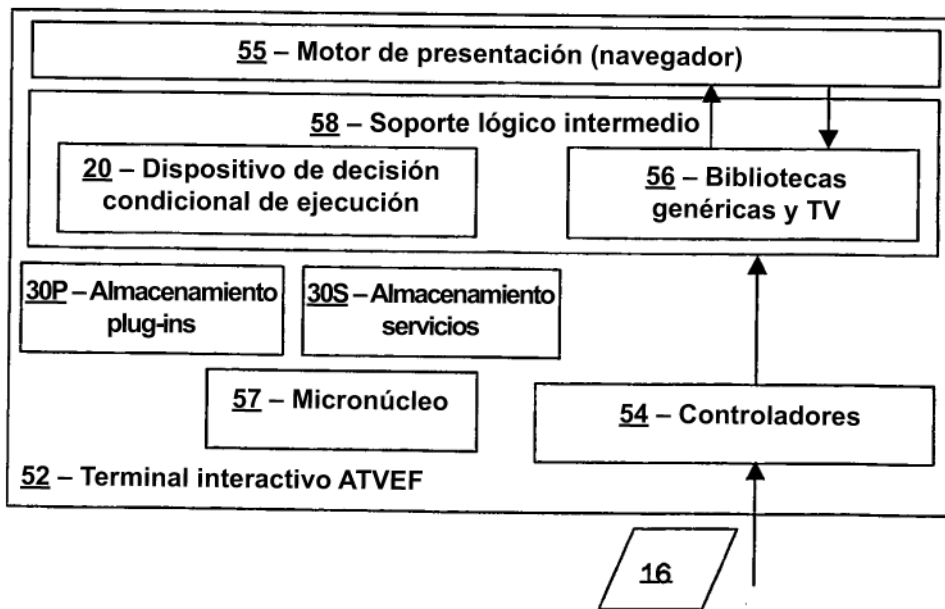 55 – Motor de presentación (navegador)
58 – Soporte lógico intermedio
20 – Dispositivo de decisión
condicional de ejecución
56 – Bibliotecas
genéricas y TV
30P – Almacenamiento
plug-ins
30S – Almacenamiento
servicios
57 – Micronúcleo
54 – Controladores
52 – Terminal interactivo ATVEF
16